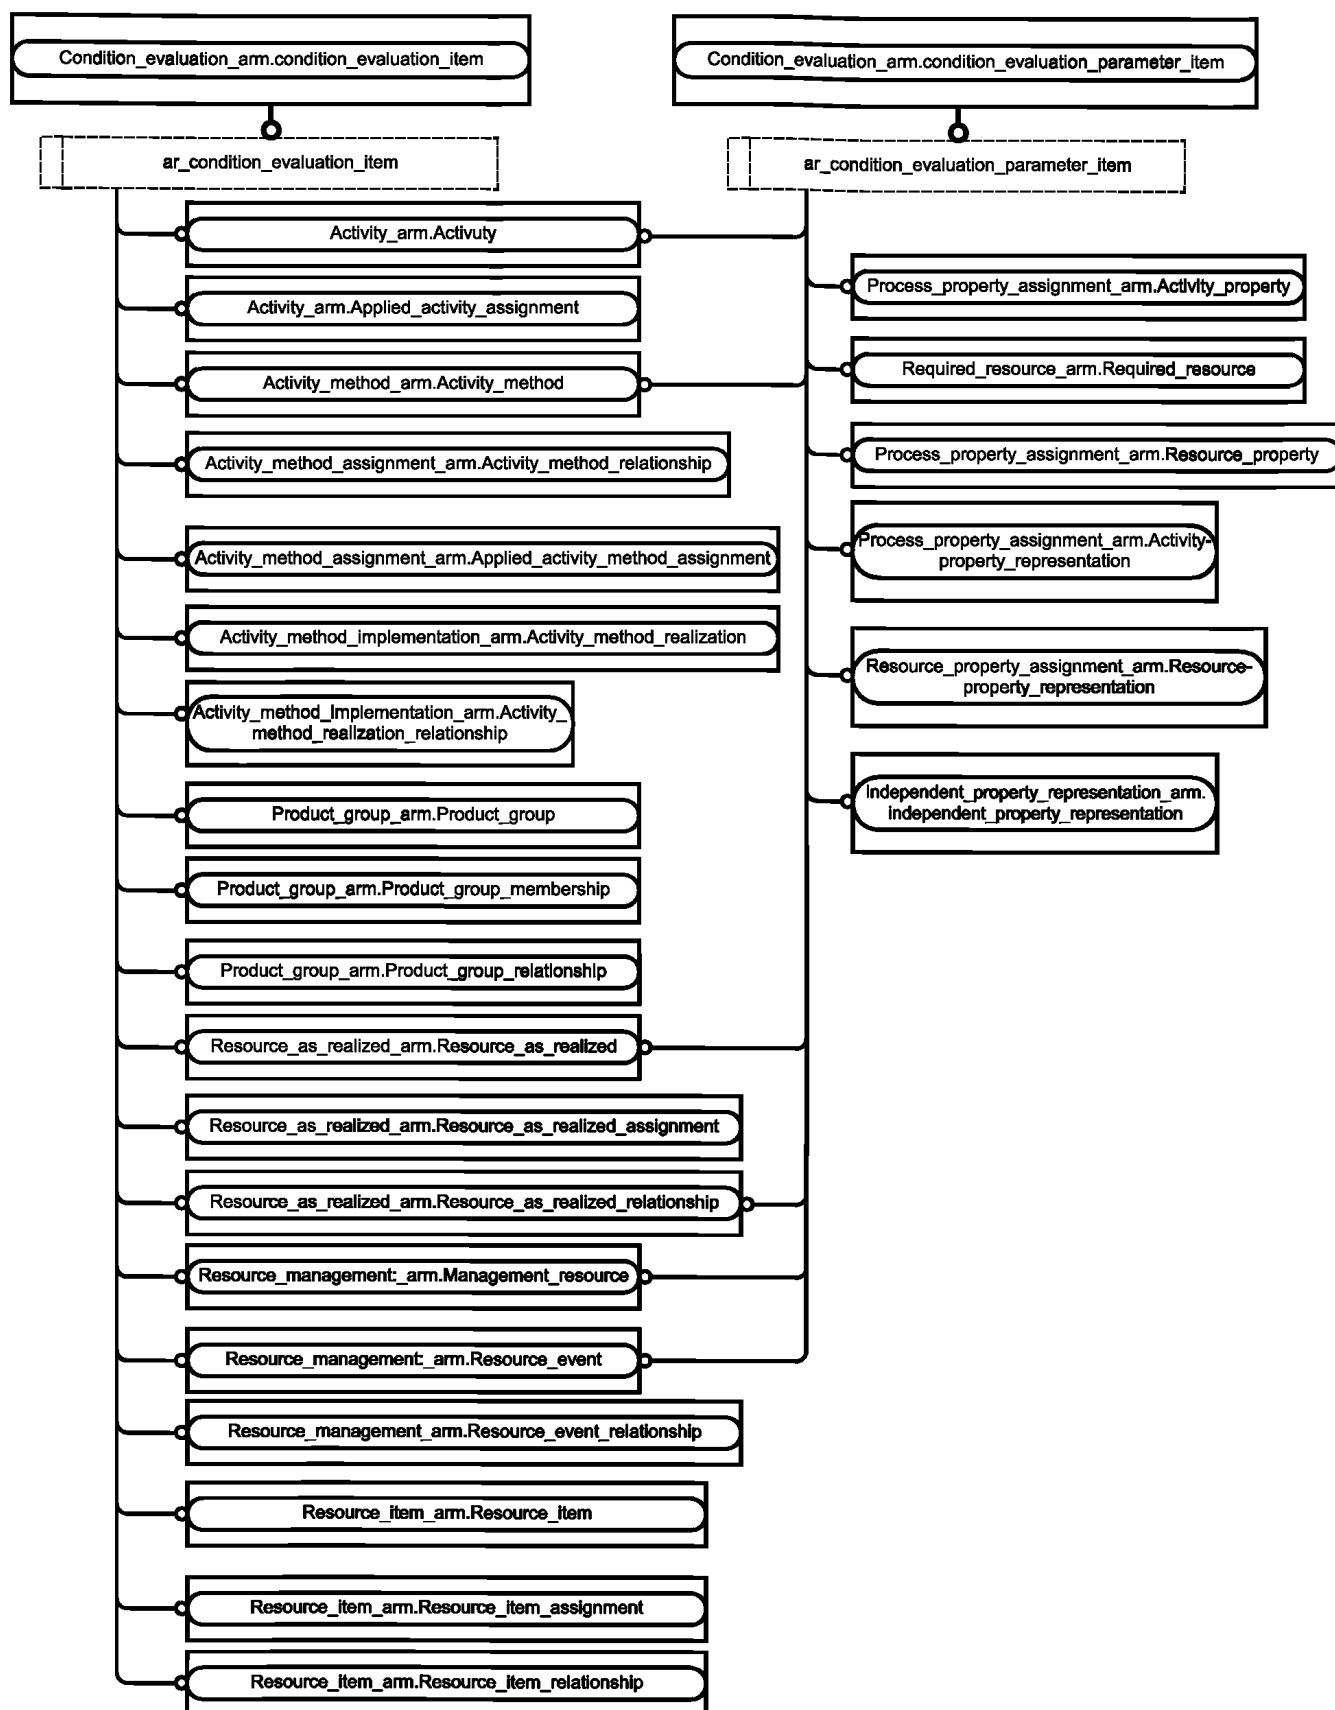 Condition_evaluation_arm.condition_evaluation_item
Condition_evaluation_arm.condition_evaluation_parameter_item
ar_condition_evaluation_item
ar_condition_evaluation_parameter_item
Activity_arm.Activuty
Process_property_assignment_arm.Activity_property
Activity_arm.Applied_activity_assignment
Required_resource_arm.Required_resource
Activity_method_arm.Activity_method
Process_property_assignment_arm.Resource_property
Activity_method_assignment_arm.Activity_method_relationship
Process_property_assignment_arm.Activity-
property_representation
Activity_method_assignment_arm.Applied_activity_method_assignment
Activity_method_implementation_arm.Activity_method_realization
Resource_property_assignment_arm.Resource-
property_representation
Activity_method_Implementation_arm.Activity_
method_realization_relationship
Independent_property_representation_arm.
independent_property_representation
Product_group_arm.Product_group
Product_group_arm.Product_group_membership
Product_group_arm.Product_group_relationship
Resource_as_realized_arm.Resource_as_realized
Resource_as_realized_arm.Resource_as_realized_assignment
Resource_as_realized_arm.Resource_as_realized_relationship
Resource_management:_arm.Management_resource
Resource_management:_arm.Resource_event
Resource_management_arm.Resource_event_relationship
Resource_item_arm.Resource_item
Resource_item_arm.Resource_item_assignment
Resource_item_arm.Resource_item_relationship